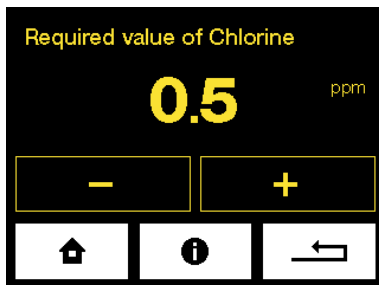 Required value of Chlorine
0.5 ppm
− +